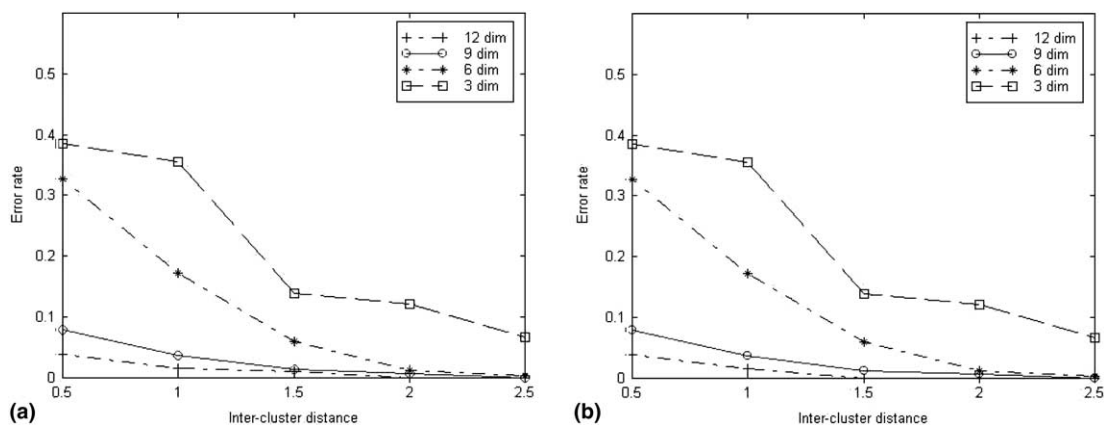 12 dim
9 dim
6 dim
3 dim
0.5
0.4
0.3
0.2
0.1
0
Error rate
0.5 1 1.5 2 2.5
(a) Inter-cluster distance
12 dim
9 dim
6 dim
3 dim
0.5
0.4
0.3
0.2
0.1
0
Error rate
0.5 1 1.5 2 2.5
(b) Inter-cluster distance